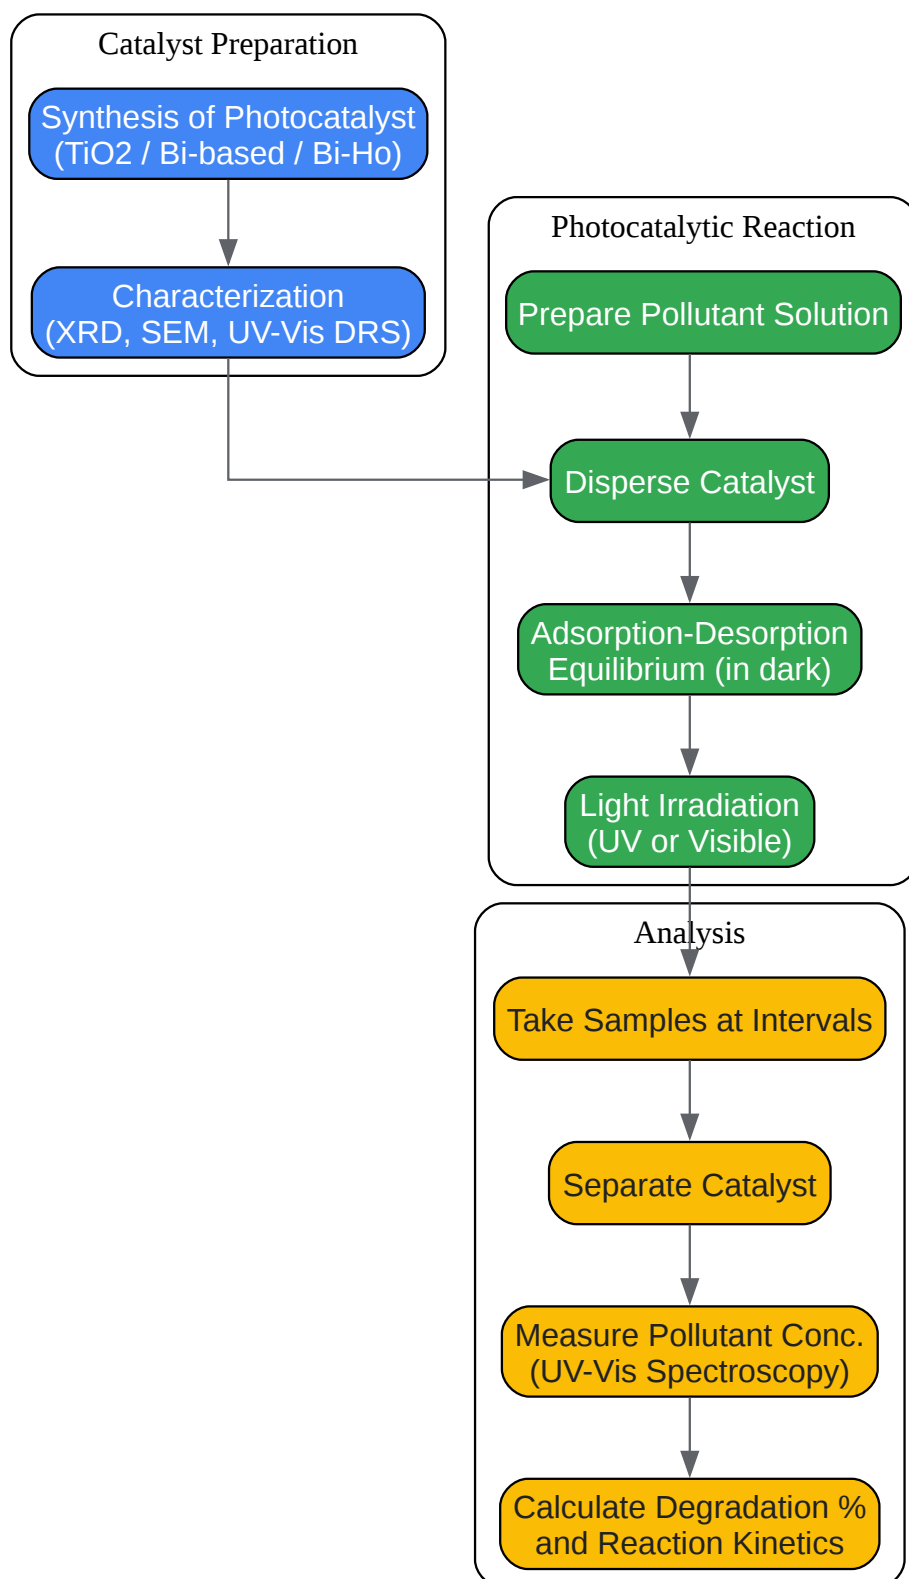 Catalyst Preparation
Synthesis of Photocatalyst
(TiO2 / Bi-based / Bi-Ho)
Characterization
(XRD, SEM, UV-Vis DRS)
Photocatalytic Reaction
Prepare Pollutant Solution
Disperse Catalyst
Adsorption-Desorption
Equilibrium (in dark)
Light Irradiation
(UV or Visible)
Analysis
Take Samples at Intervals
Separate Catalyst
Measure Pollutant Conc.
(UV-Vis Spectroscopy)
Calculate Degradation %
and Reaction Kinetics